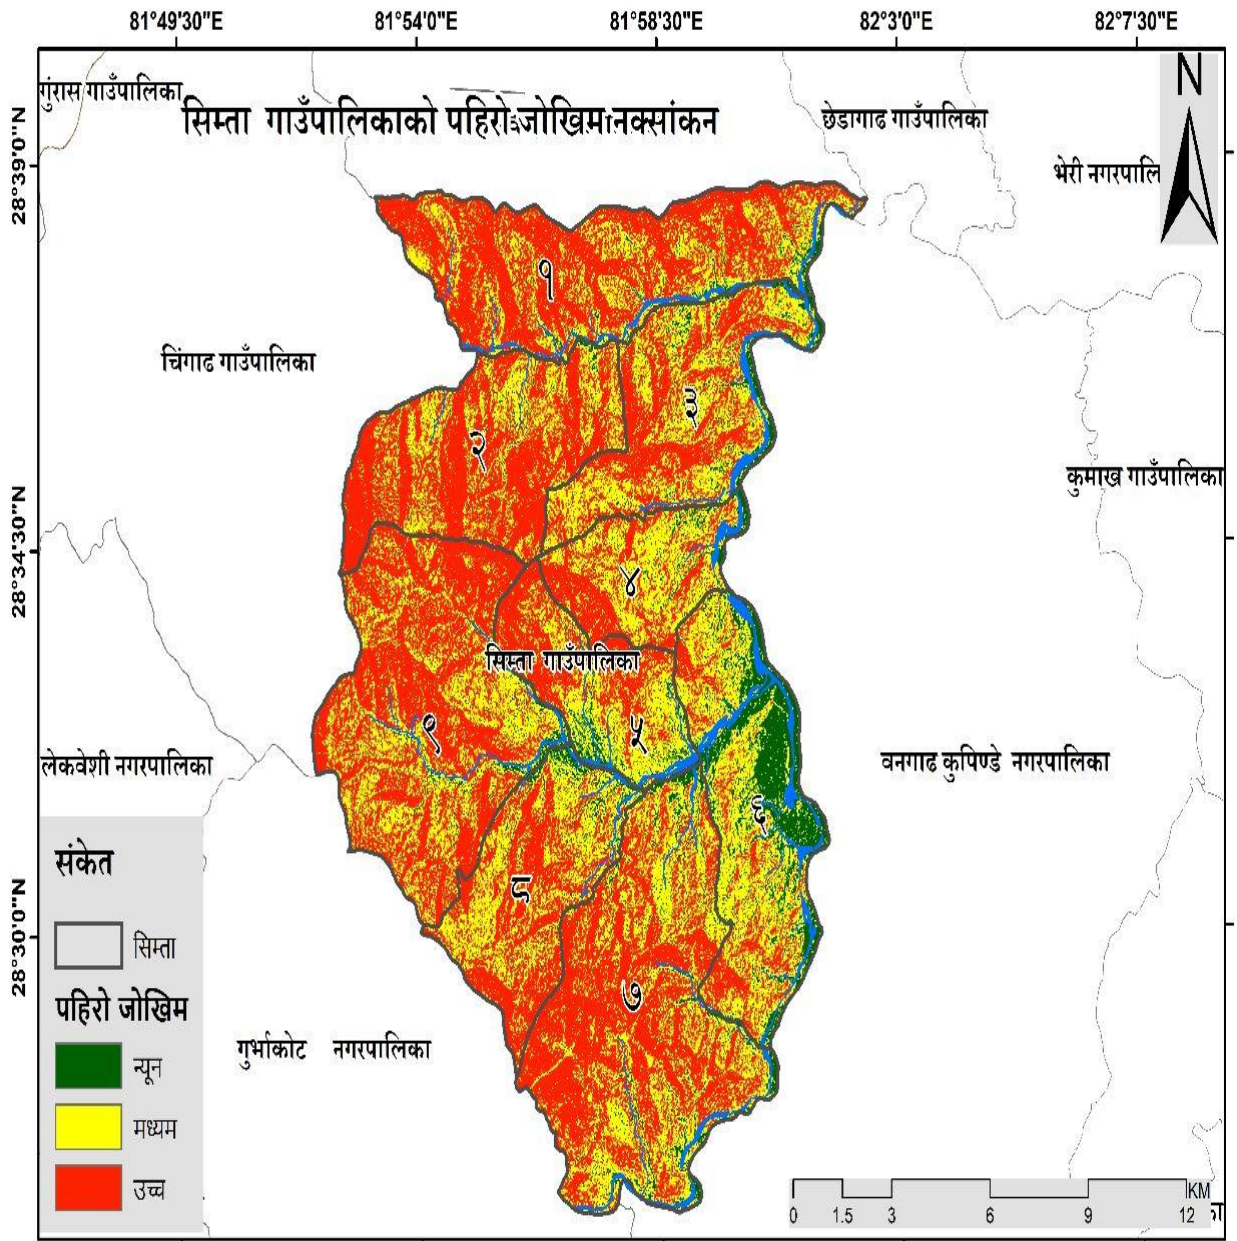 81°49'30"E 81°54'0"E 81°58'30"E 82°3'0"E 82°7'30"E
गुंरास गाउँपालिका
सिम्ता गाउँपालिकाको पहिरो जोखिम नक्सांकन
छेडागाढ गाउँपालिका
N
भेरी नगरपालि
28°39'0"N
१
चिंगाढ गाउँपालिका
३
२
कुमाख गाउँपालिका
28°34'30"N
४
सिम्ता गाउँपालिका
९
५
लेकवेशी नगरपालिका
वनगाढ कुपिण्डे नगरपालिका
६
संकेत
८
सिम्ता
28°30'0"N
७
पहिरो जोखिम
गुर्भाकोट नगरपालिका
न्यून
मध्यम
उच्च
KM
0 1.5 3 6 9 12